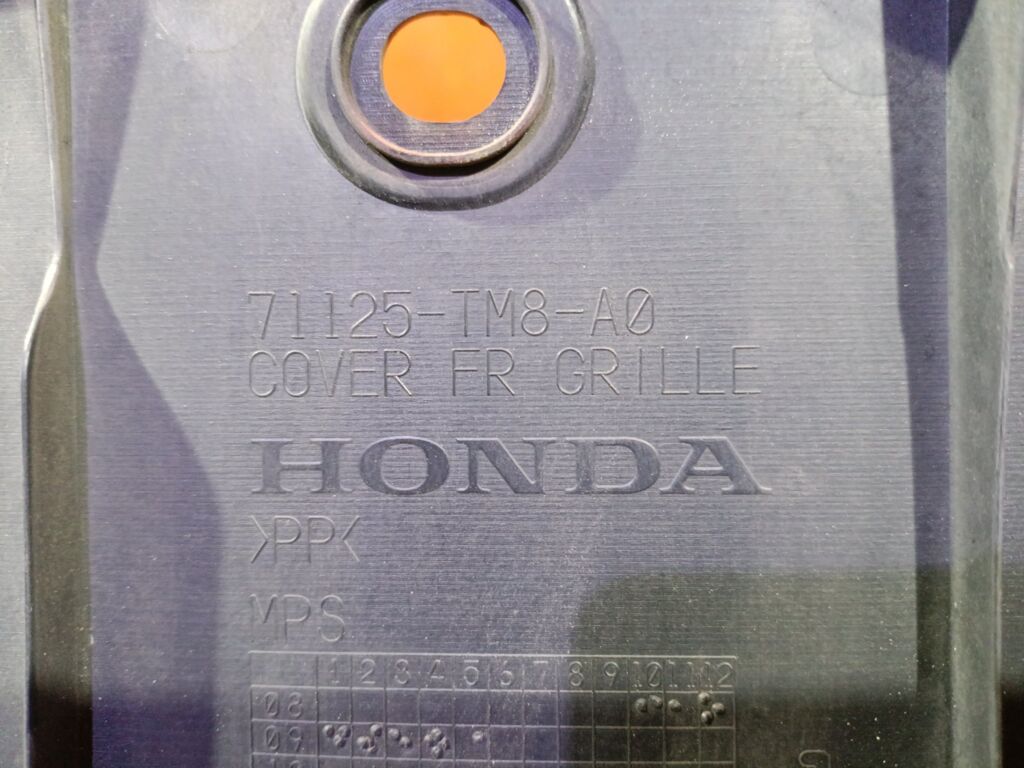 71125-TM8-A0
COVER FR GRILLE
HONDA
>PP<
MPS
1 2 3 4 5 6 7 8 9 10 11 12
08
09